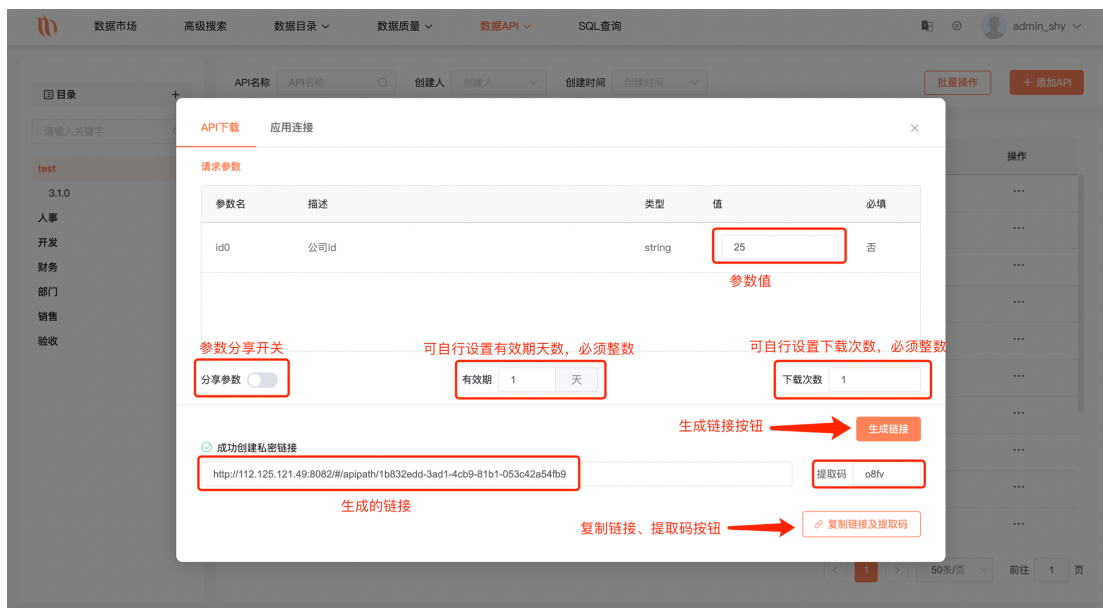 数据市场 高级搜索 数据目录 数据质量 数据API SQL查询 admin_shy
目录 +
API名称 API名称 创建人 创建人 创建时间 创建时间 批量操作 + 添加API
请输入关键字
API下载 应用连接 ×
操作
test
请求参数
3.1.0
参数名 描述 类型 值 必填
人事
开发
id0 公司id string 25 否
财务
参数值
部门
销售
验收
参数分享开关 可自行设置有效期天数，必须整数 可自行设置下载次数，必须整数
分享参数 有效期 1 天 下载次数 1
生成链接按钮 生成链接
成功创建私密链接
http://112.125.121.49:8082/#/apipath/1b832edd-3ad1-4cb9-81b1-053c42a54fb9 提取码 o8fv
生成的链接
复制链接、提取码按钮 复制链接及提取码
< 1 > 50条/页 前往 1 页